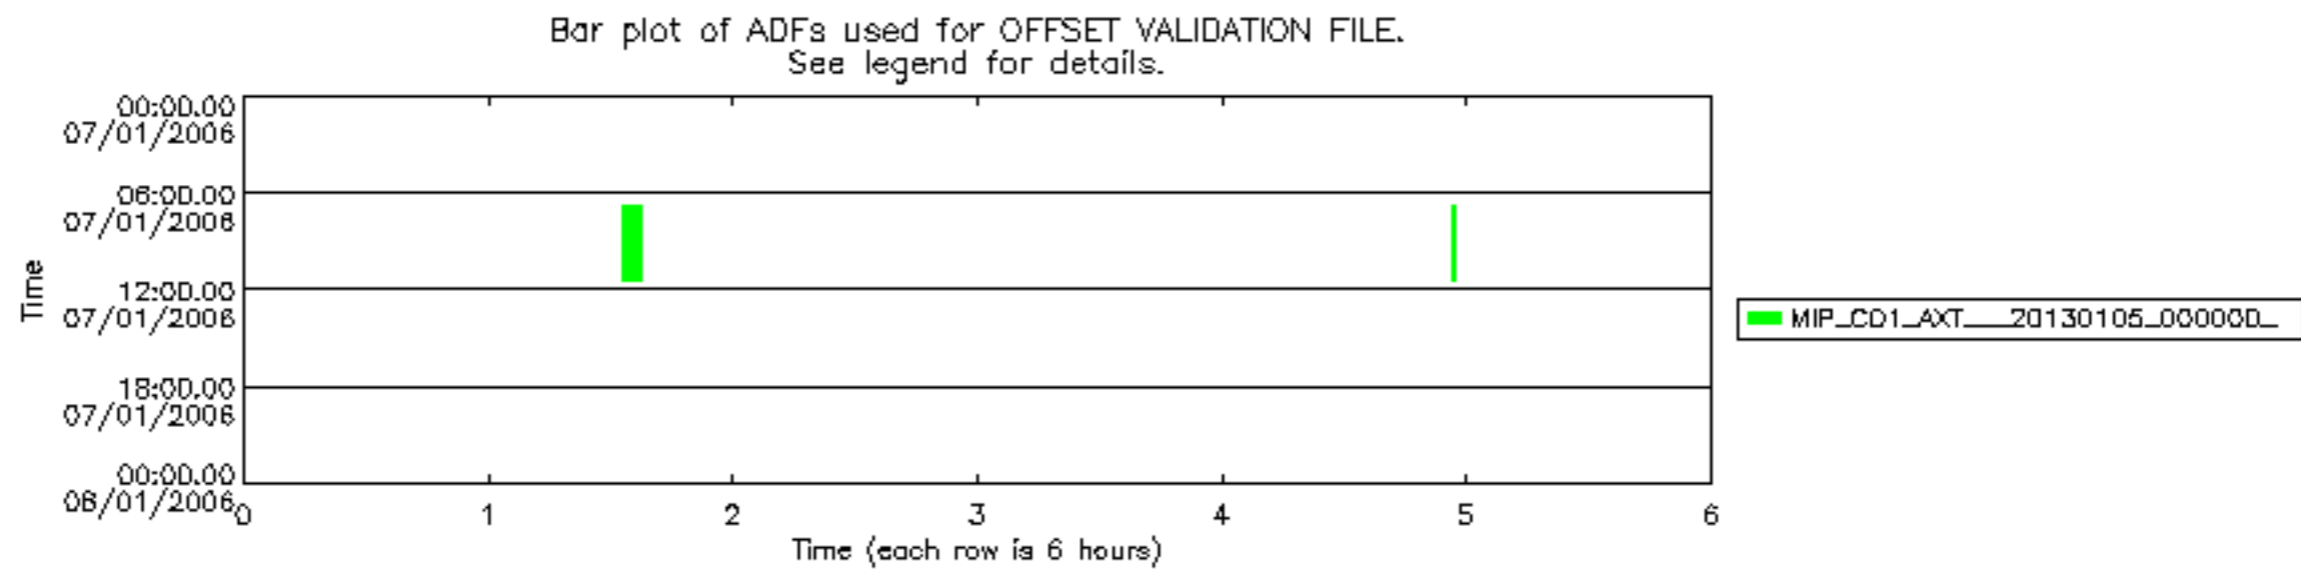 Bar plot of ADFs used for OFFSET VALIDATION FILE.
See legend for details.
00:00.00
07/01/2006
06:00.00
07/01/2006
12:00.00
07/01/2006
18:00.00
07/01/2006
00:00.00
08/01/2006
Time
0 1 2 3 4 5 6
Time (each row is 6 hours)
MIP_CO1_AXT___20130105_000000_